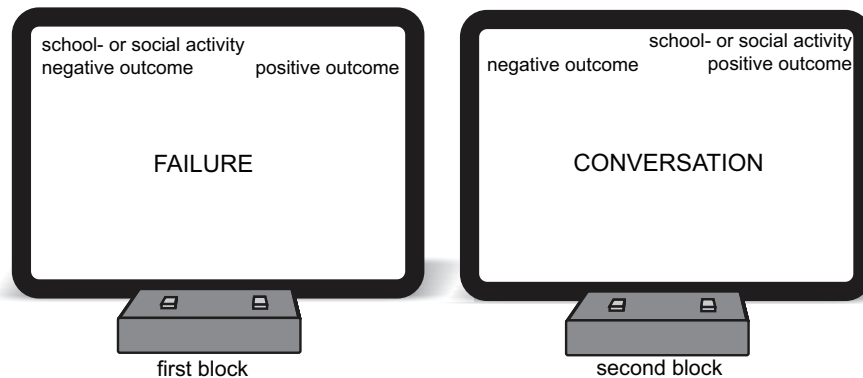 school- or social activity
negative outcome positive outcome
FAILURE
first block
school- or social activity
negative outcome positive outcome
CONVERSATION
second block